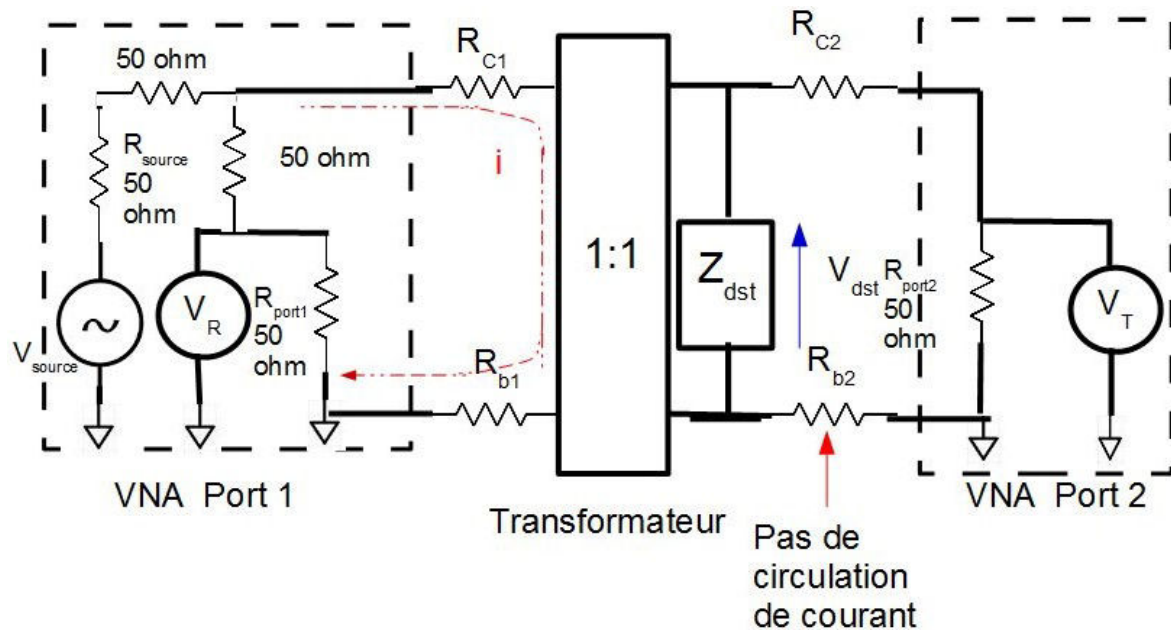 50 ohm
R source
50
ohm
50 ohm
V source
V R
R port1
50
ohm
VNA Port 1
R C1
i
R b1
1:1
Transformateur
Z dst
V dst
R C2
R b2
Pas de
circulation
de courant
R port2
50
ohm
V T
VNA Port 2